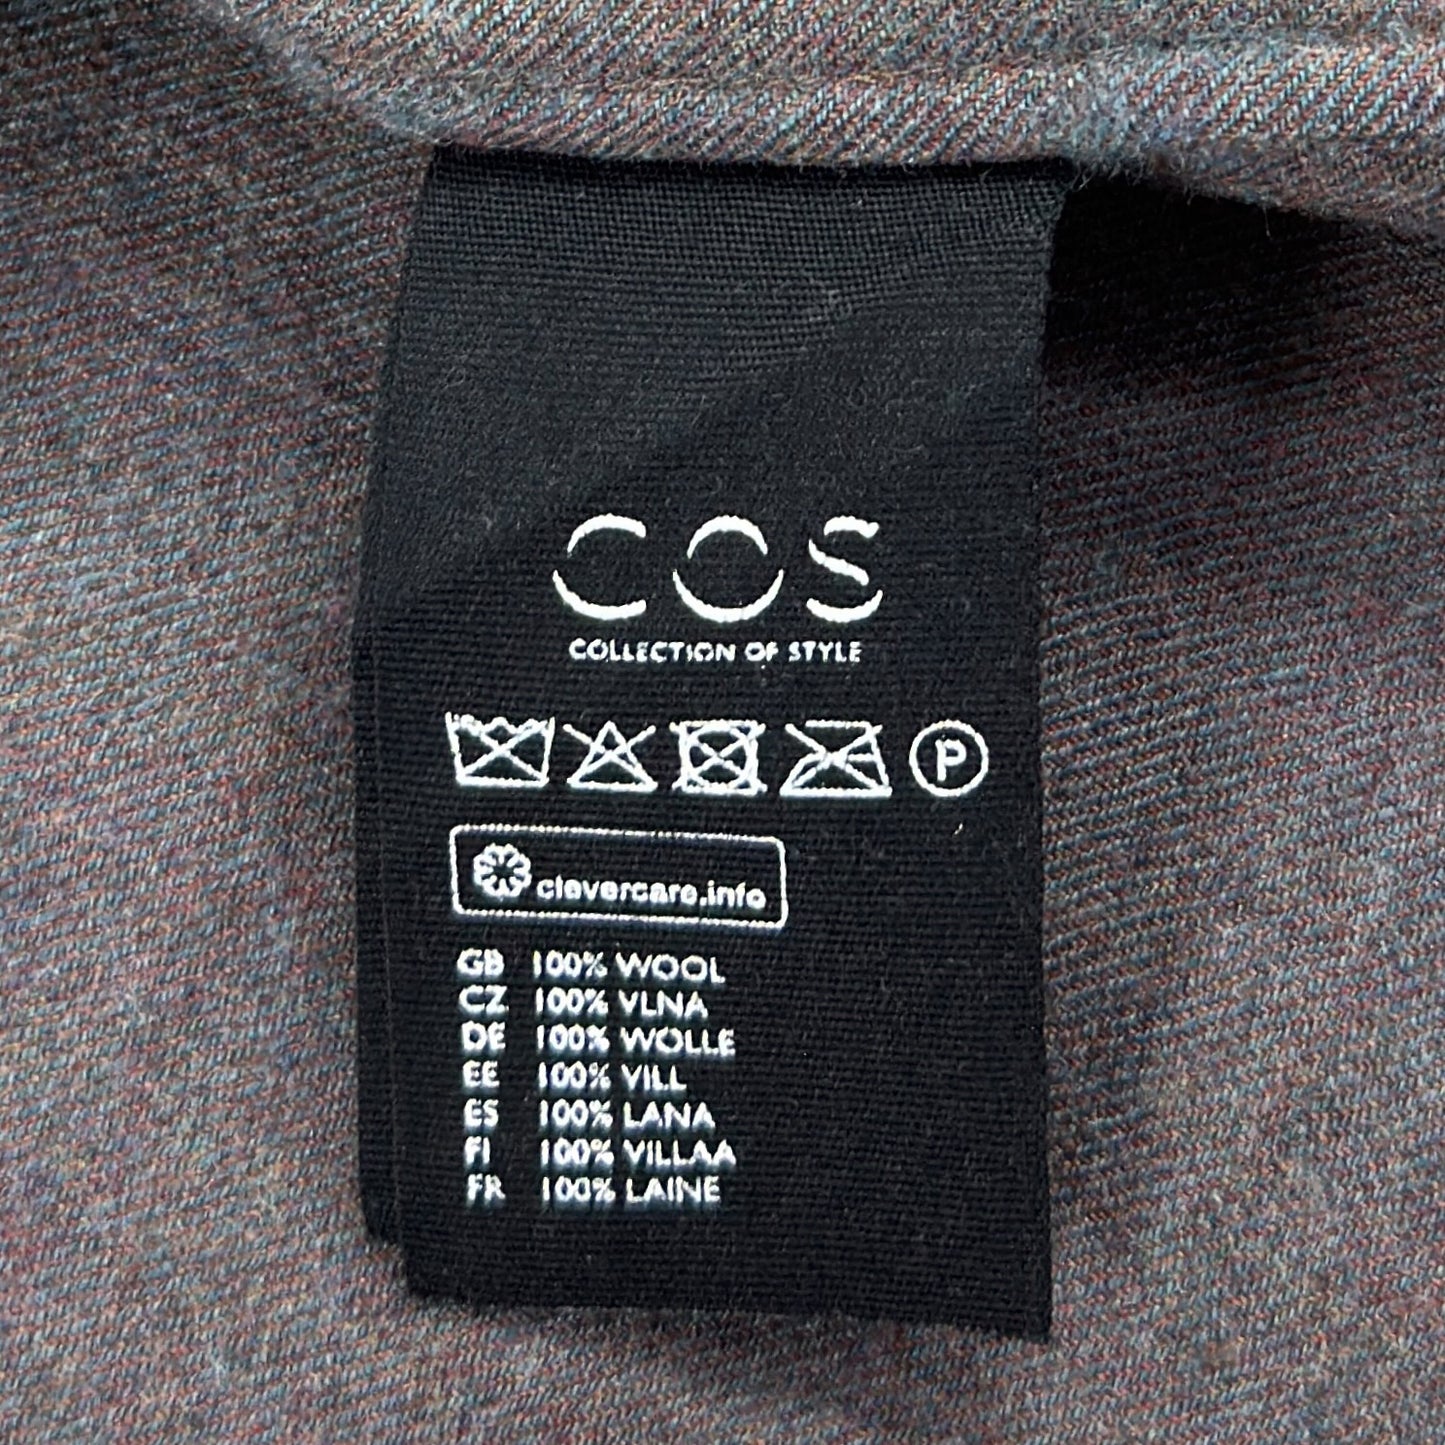 COS
COLLECTION OF STYLE
P
clevercare.info
GB 100% WOOL
CZ 100% VLNA
DE 100% WOLLE
EE 100% VILL
ES 100% LANA
FI 100% VILLAA
FR 100% LAINE